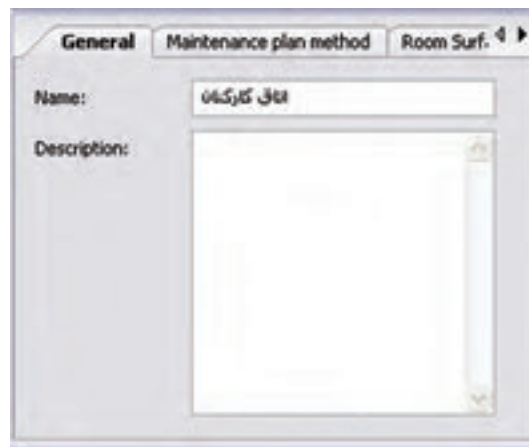 General Maintenance plan method Room Surf.
Name: اتاق کارکنان
Description: